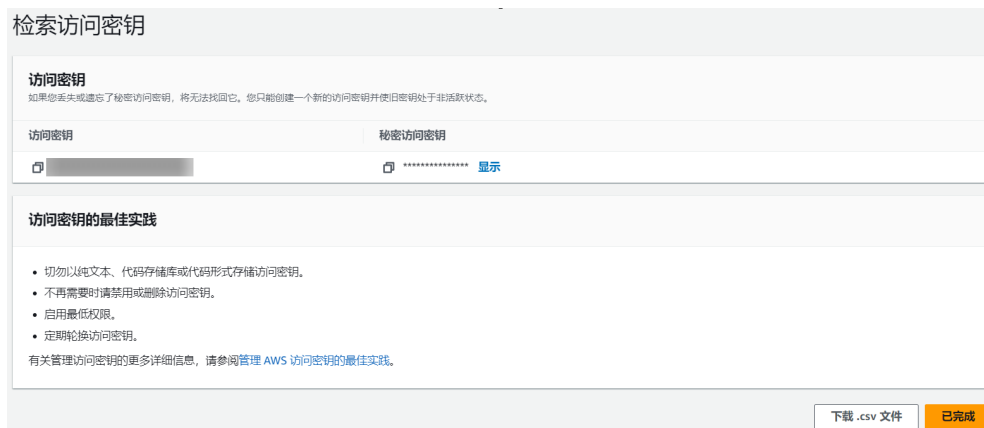 检索访问密钥
访问密钥
如果您丢失或遗忘了秘密访问密钥，将无法找回它。您只能创建一个新的访问密钥并使旧密钥处于非活跃状态。
访问密钥 秘密访问密钥
*************** 显示
访问密钥的最佳实践
• 切勿以纯文本、代码存储库或代码形式存储访问密钥。
• 不再需要时请禁用或删除访问密钥。
• 启用最低权限。
• 定期轮换访问密钥。
有关管理访问密钥的更多详细信息，请参阅管理 AWS 访问密钥的最佳实践。
下载 .csv 文件 已完成